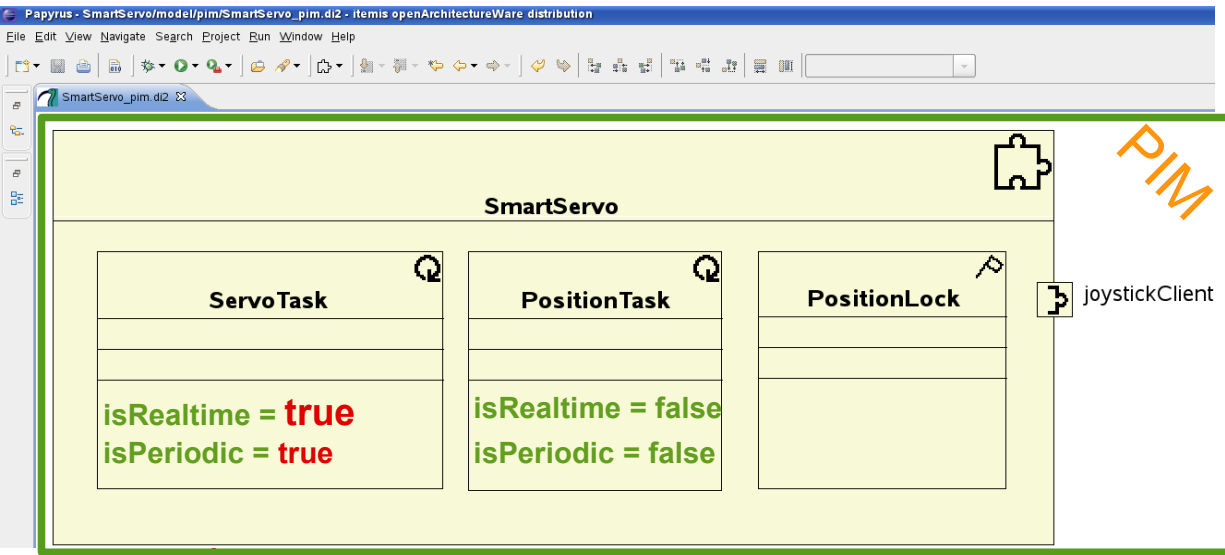 Papyrus - SmartServo/model/pim/SmartServo_pim.di2 - itemis openArchitectureWare distribution
File Edit View Navigate Search Project Run Window Help
SmartServo_pim.di2
PIM
SmartServo
ServoTask
PositionTask
PositionLock
joystickClient
isRealtime = true
isPeriodic = true
isRealtime = false
isPeriodic = false